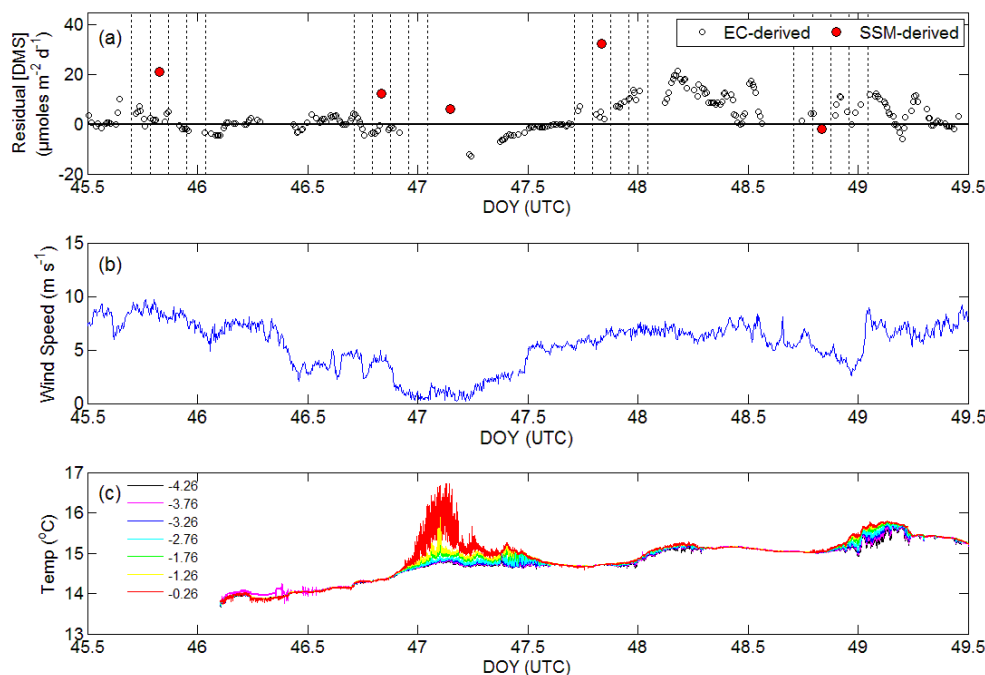 (a)
EC-derived
SSM-derived
Residual [DMS]
(µmoles m⁻² d⁻¹)
40
20
0
-20
45.5 46 46.5 47 47.5 48 48.5 49 49.5
DOY (UTC)
(b)
Wind Speed (m s⁻¹)
15
10
5
0
45.5 46 46.5 47 47.5 48 48.5 49 49.5
DOY (UTC)
(c)
Temp (°C)
17
16
15
14
13
-4.26
-3.76
-3.26
-2.76
-1.76
-1.26
-0.26
45.5 46 46.5 47 47.5 48 48.5 49 49.5
DOY (UTC)